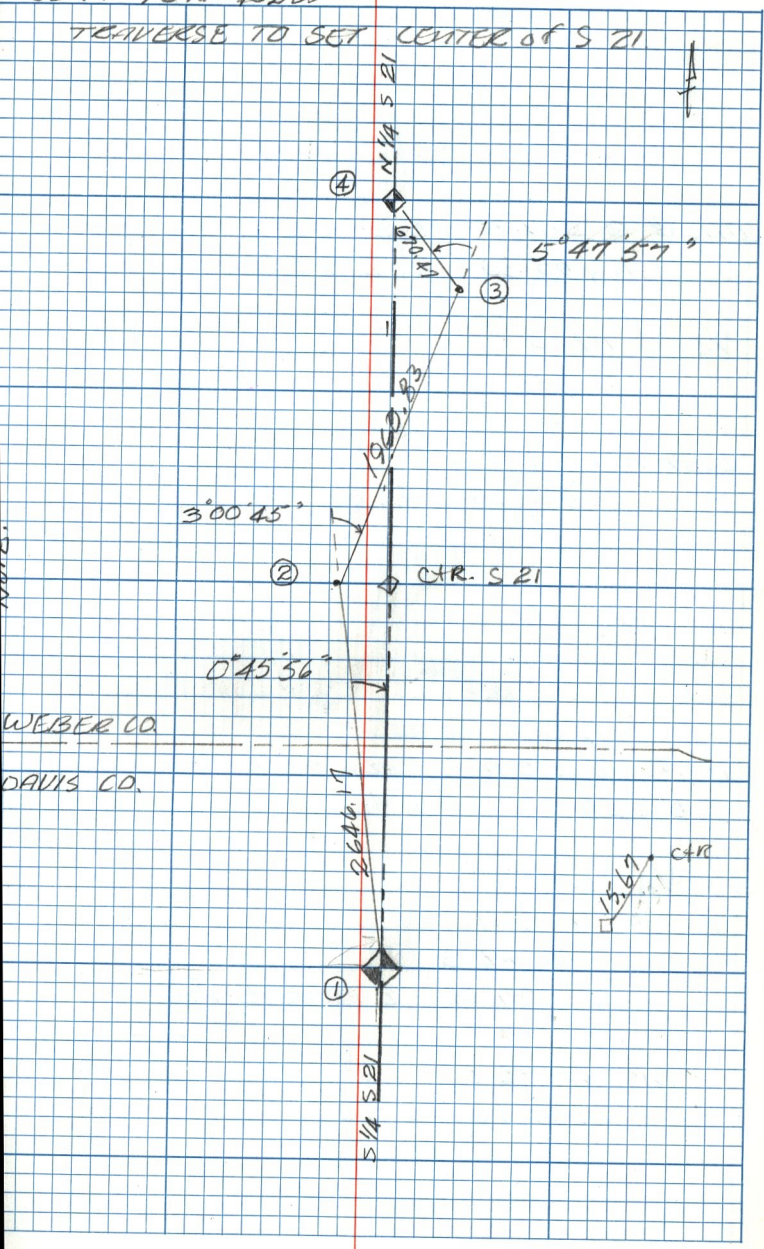 TRAVERSE TO SET CENTER of S 21
N 1/4 S 21
④
670.47
5°47'57"
③
1960.83
3°00'45"
②
CTR. S 21
0°45'56"
WEBER CO.
DAVIS CO.
2646.17
CTR
15.67
①
S 1/4 S 21